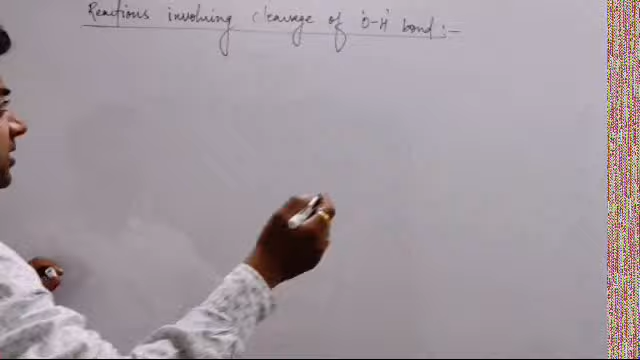 Reactions involving cleavage of 'O-H' bond :-